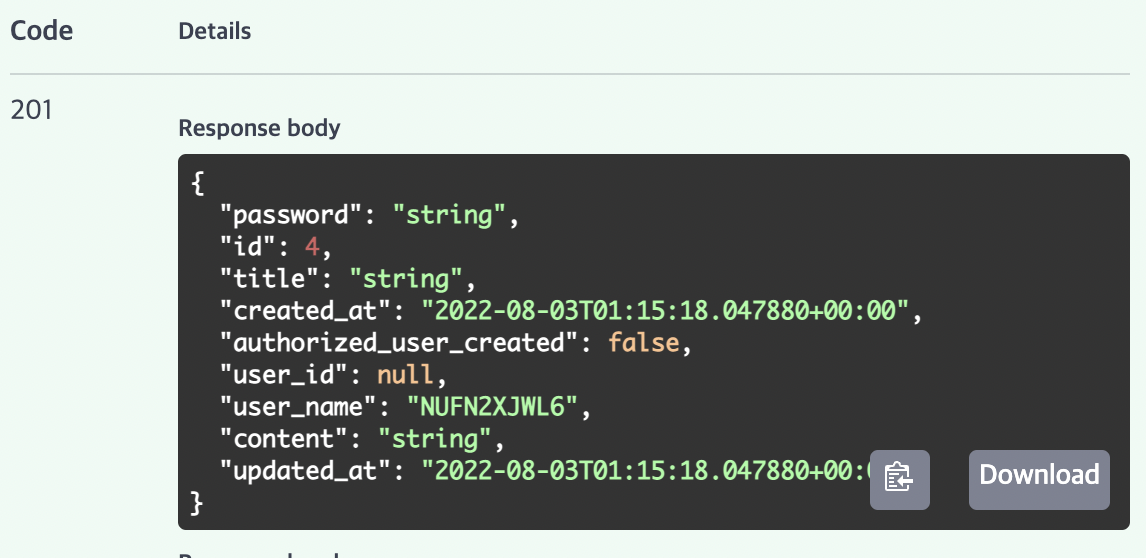 Code Details
201
Response body
{
"password": "string",
"id": 4,
"title": "string",
"created_at": "2022-08-03T01:15:18.047880+00:00",
"authorized_user_created": false,
"user_id": null,
"user_name": "NUFN2XJWL6",
"content": "string",
"updated_at": "2022-08-03T01:15:18.047880+00:
}
Download